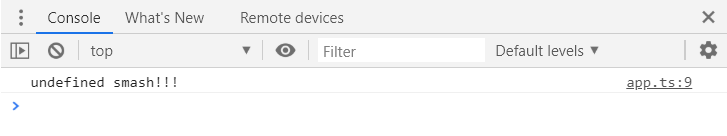 Console What's New Remote devices
top Filter Default levels
undefined smash!!! app.ts:9